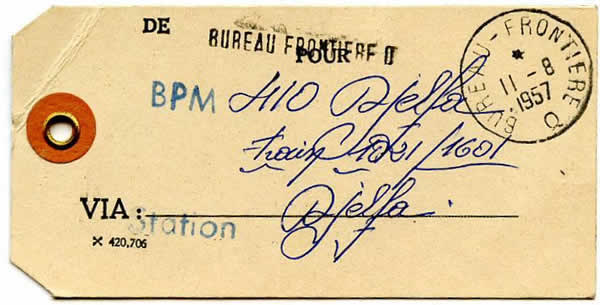 DE
BUREAU FRONTIERE Q
POUR
BUREAU-FRONTIERE Q
*
11-8
1957
BPM
410 Djelfa
Train 1021/1601
VIA :
Djelfa
Station
420,706